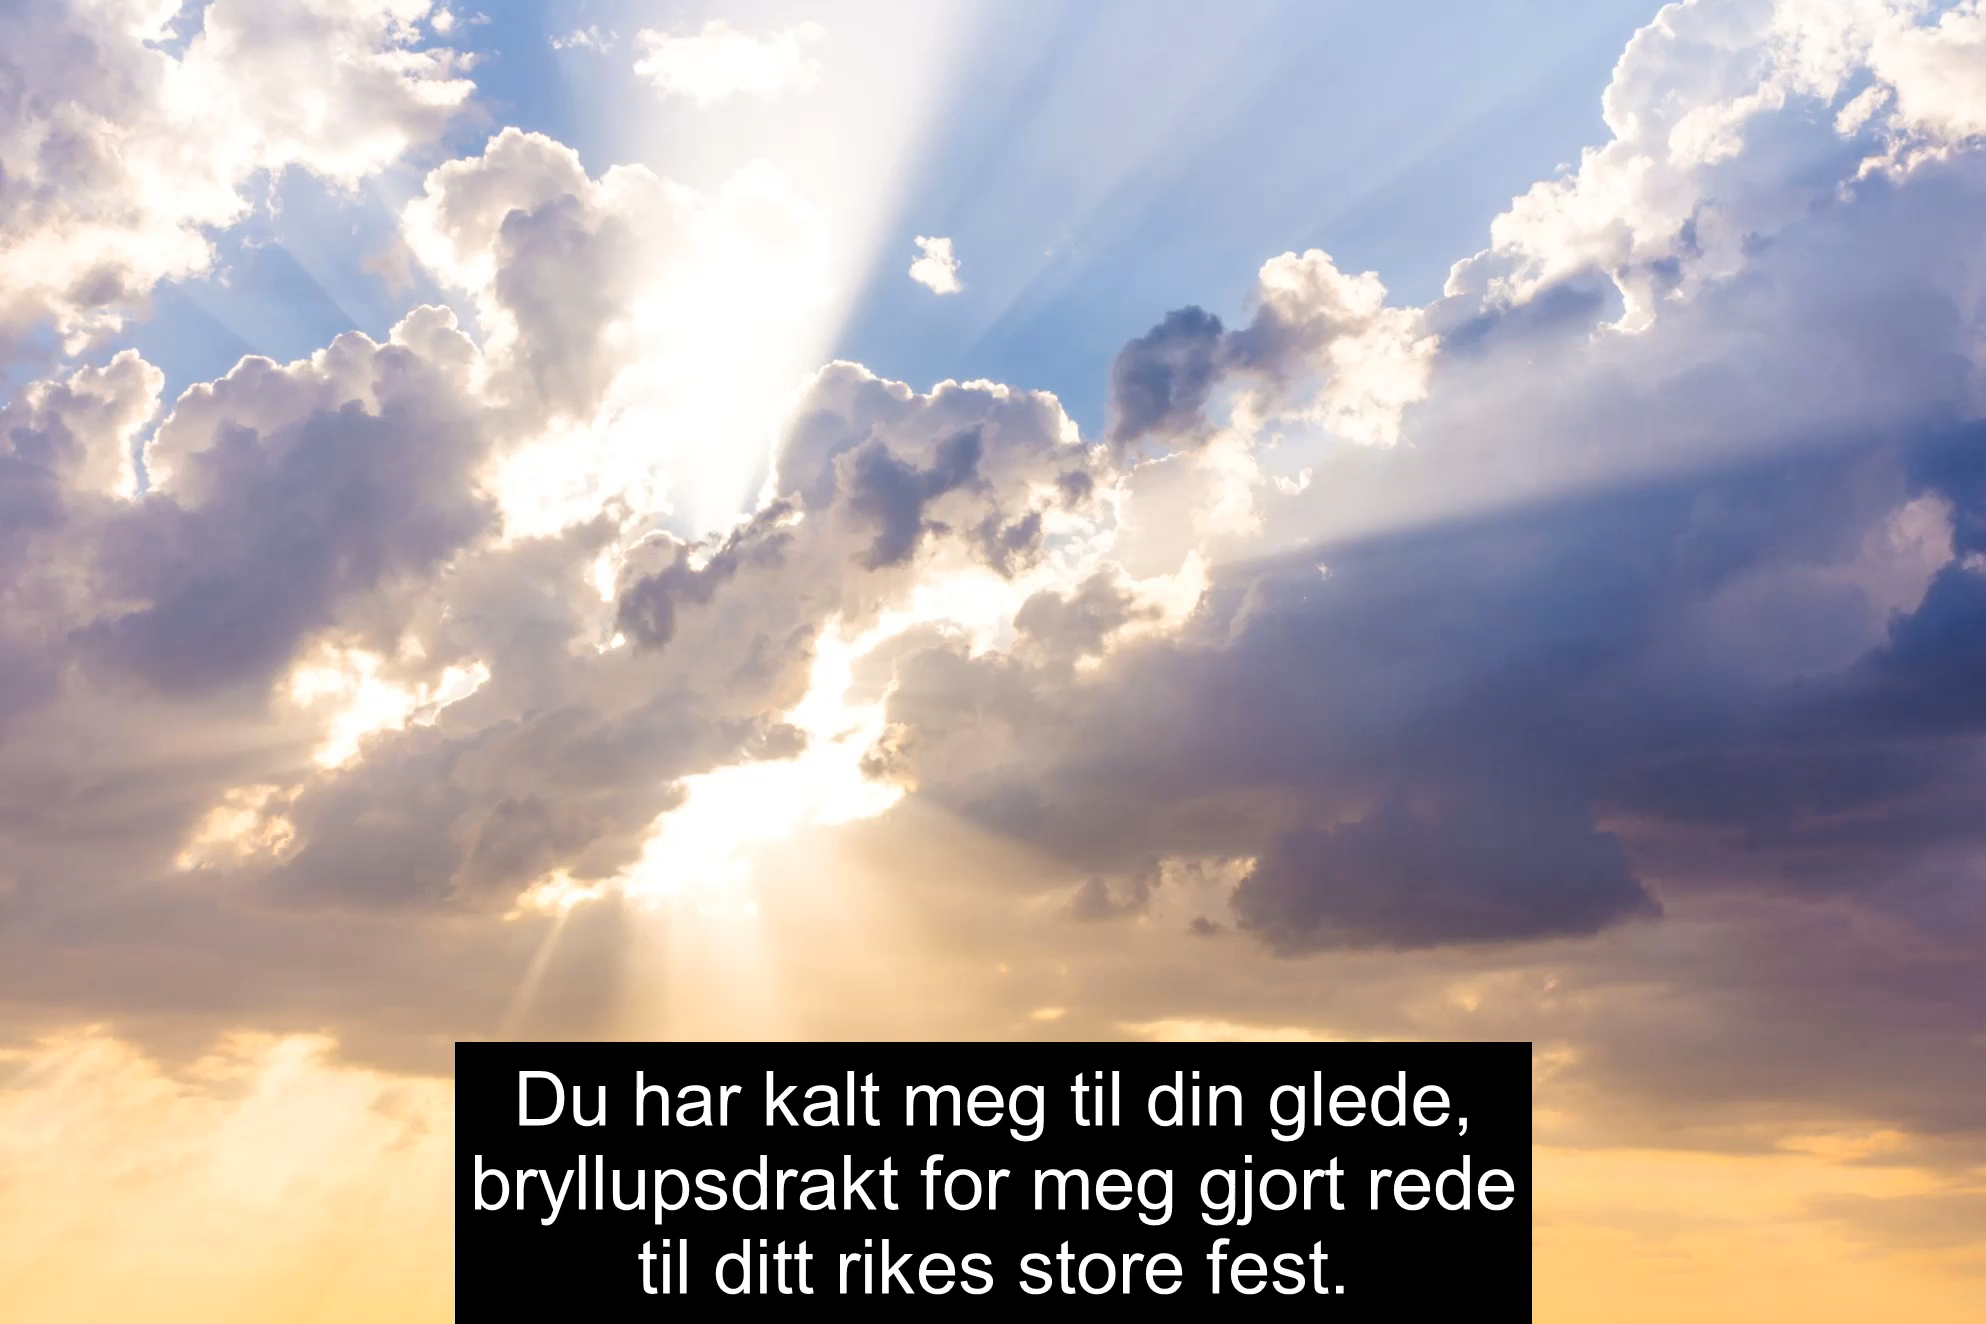 Du har kalt meg til din glede,
bryllupsdrakt for meg gjort rede
til ditt rikes store fest.